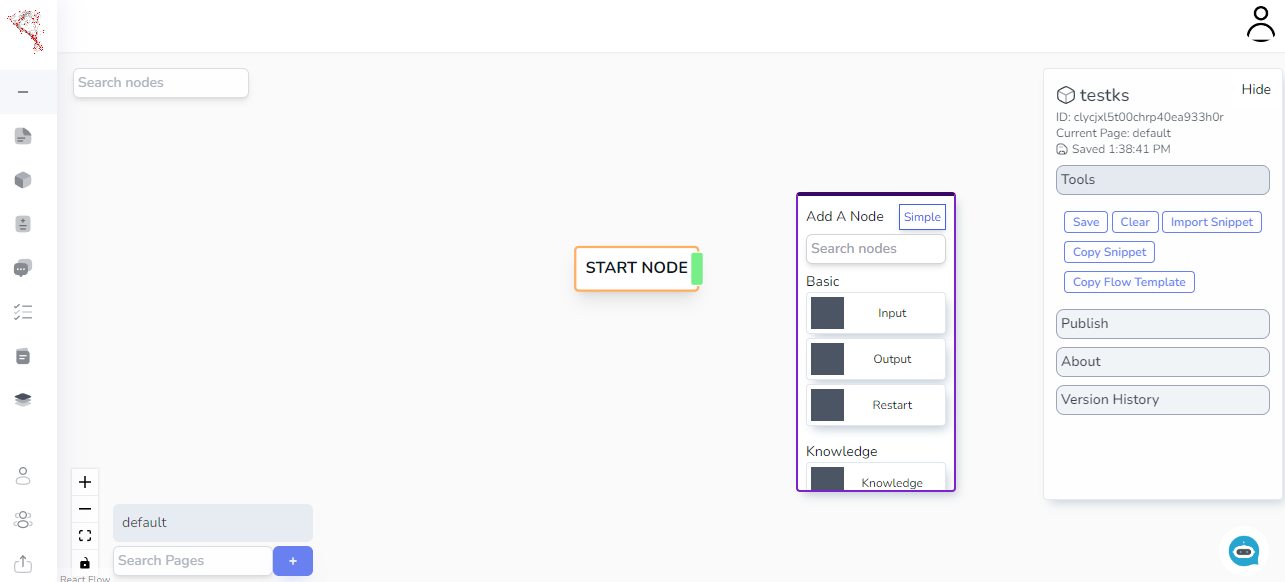 Search nodes
Hide
testks
ID: clycjxl5t00chrp40ea933h0r
Current Page: default
Saved 1:38:41 PM
Tools
Save Clear Import Snippet
Copy Snippet
Copy Flow Template
Publish
About
Version History
START NODE
Add A Node Simple
Search nodes
Basic
Input
Output
Restart
Knowledge
Knowledge
default
Search Pages +
React Flow